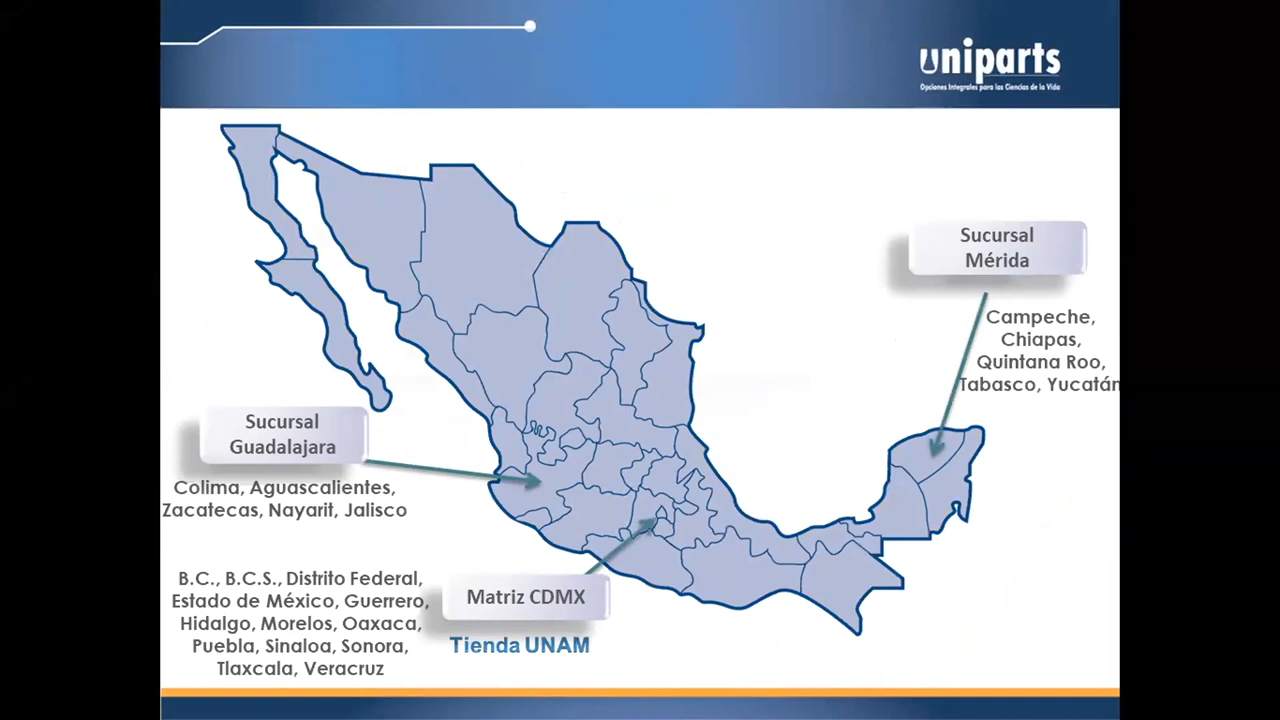 uniparts
Opciones Integrales para las Ciencias de la Vida
Sucursal
Mérida
Campeche,
Chiapas,
Quintana Roo,
Tabasco, Yucatán
Sucursal
Guadalajara
Colima, Aguascalientes,
Zacatecas, Nayarit, Jalisco
B.C., B.C.S., Distrito Federal,
Estado de México, Guerrero,
Hidalgo, Morelos, Oaxaca,
Puebla, Sinaloa, Sonora,
Tlaxcala, Veracruz
Matriz CDMX
Tienda UNAM